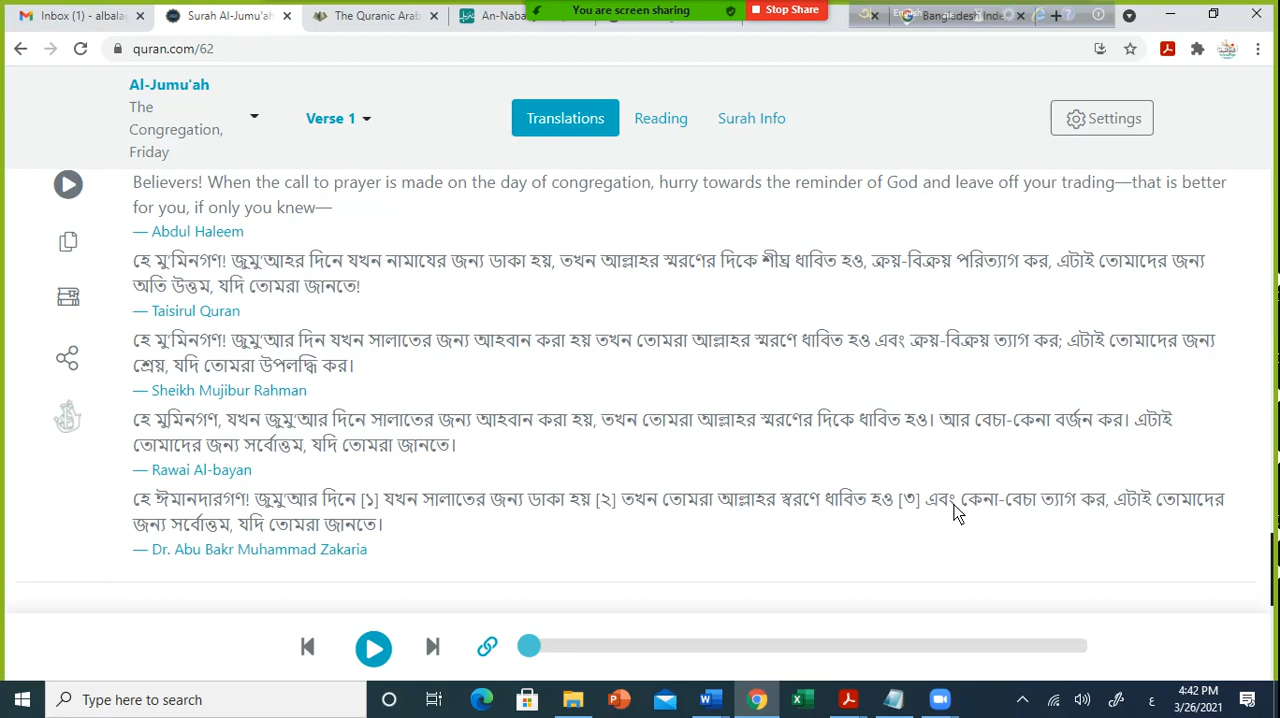 Inbox (1) - albala
Surah Al-Jumu'ah
The Quranic Arab
An-Naba
You are screen sharing
Stop Share
English
Bangladesh Inde
quran.com/62
Al-Jumu'ah
The Congregation, Friday
Verse 1
Translations
Reading
Surah Info
Settings
Believers! When the call to prayer is made on the day of congregation, hurry towards the reminder of God and leave off your trading—that is better
for you, if only you knew—
— Abdul Haleem
হে মু'মিনগণ! জুমু'আহর দিনে যখন নামাযের জন্য ডাকা হয়, তখন আল্লাহর স্মরণের দিকে শীঘ্র ধাবিত হও, ক্রয়-বিক্রয় পরিত্যাগ কর, এটাই তোমাদের জন্য
অতি উত্তম, যদি তোমরা জানতে!
— Taisirul Quran
হে মু'মিনগণ! জুমু'আর দিন যখন সালাতের জন্য আহবান করা হয় তখন তোমরা আল্লাহর স্মরণে ধাবিত হও এবং ক্রয়-বিক্রয় ত্যাগ কর; এটাই তোমাদের জন্য
শ্রেয়, যদি তোমরা উপলদ্ধি কর।
— Sheikh Mujibur Rahman
হে মুমিনগণ, যখন জুমু'আর দিনে সালাতের জন্য আহবান করা হয়, তখন তোমরা আল্লাহর স্মরণের দিকে ধাবিত হও। আর বেচা-কেনা বর্জন কর। এটাই
তোমাদের জন্য সর্বোত্তম, যদি তোমরা জানতে।
— Rawai Al-bayan
হে ঈমানদারগণ! জুমু'আর দিনে [১] যখন সালাতের জন্য ডাকা হয় [২] তখন তোমরা আল্লাহর স্বরণে ধাবিত হও [৩] এবং কেনা-বেচা ত্যাগ কর, এটাই তোমাদের
জন্য সর্বোত্তম, যদি তোমরা জানতে।
— Dr. Abu Bakr Muhammad Zakaria
Type here to search
ع
4:42 PM
3/26/2021